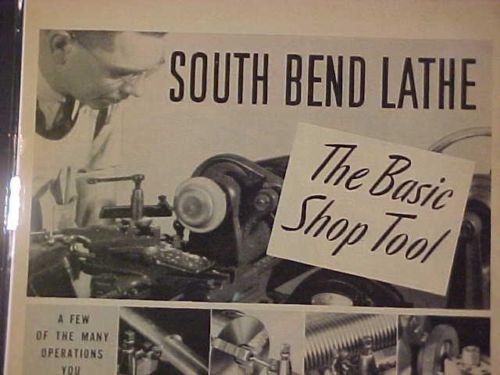 SOUTH BEND LATHE
The Basic
Shop Tool
A FEW
OF THE MANY
OPERATIONS
YOU